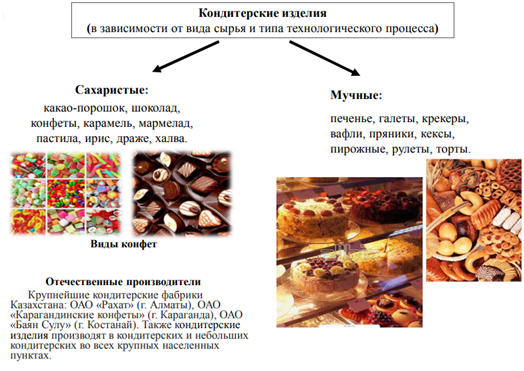 Кондитерские изделия
(в зависимости от вида сырья и типа технологического процесса)
Сахаристые:
какао-порошок, шоколад,
конфеты, карамель, мармелад,
пастила, ирис, драже, халва.
Виды конфет
Отечественные производители
Крупнейшие кондитерские фабрики
Казахстана: ОАО «Рахат» (г. Алматы), ОАО
«Карагандинские конфеты» (г. Караганда), ОАО
«Баян Сулу» (г. Костанай). Также кондитерские
изделия производят в кондитерских и небольших
кондитерских во всех крупных населенных
пунктах.
Мучные:
печенье, галеты, крекеры,
вафли, пряники, кексы,
пирожные, рулеты, торты.